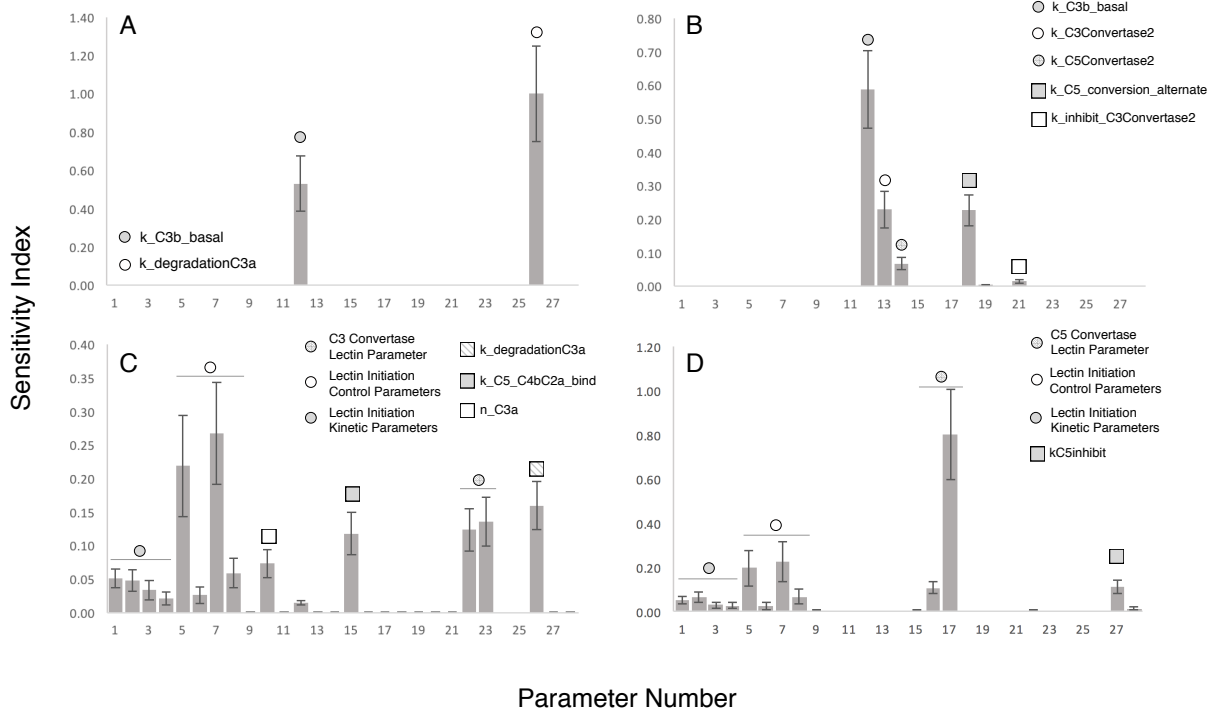 Sensitivity Index
A
1.40
1.20
1.00
0.80
0.60
0.40
0.20
0.00
k_C3b_basal
k_degradationC3a
1 3 5 7 9 11 13 15 17 19 21 23 25 27
B
0.80
0.70
0.60
0.50
0.40
0.30
0.20
0.10
0.00
k_C3b_basal
k_C3Convertase2
k_C5Convertase2
k_C5_conversion_alternate
k_inhibit_C3Convertase2
1 3 5 7 9 11 13 15 17 19 21 23 25 27
C
0.40
0.35
0.30
0.25
0.20
0.15
0.10
0.05
0.00
C3 Convertase
Lectin Parameter
Lectin Initiation
Control Parameters
Lectin Initiation
Kinetic Parameters
k_degradationC3a
k_C5_C4bC2a_bind
n_C3a
1 3 5 7 9 11 13 15 17 19 21 23 25 27
D
1.20
1.00
0.80
0.60
0.40
0.20
0.00
C5 Convertase
Lectin Parameter
Lectin Initiation
Control Parameters
Lectin Initiation
Kinetic Parameters
kC5inhibit
1 3 5 7 9 11 13 15 17 19 21 23 25 27
Parameter Number